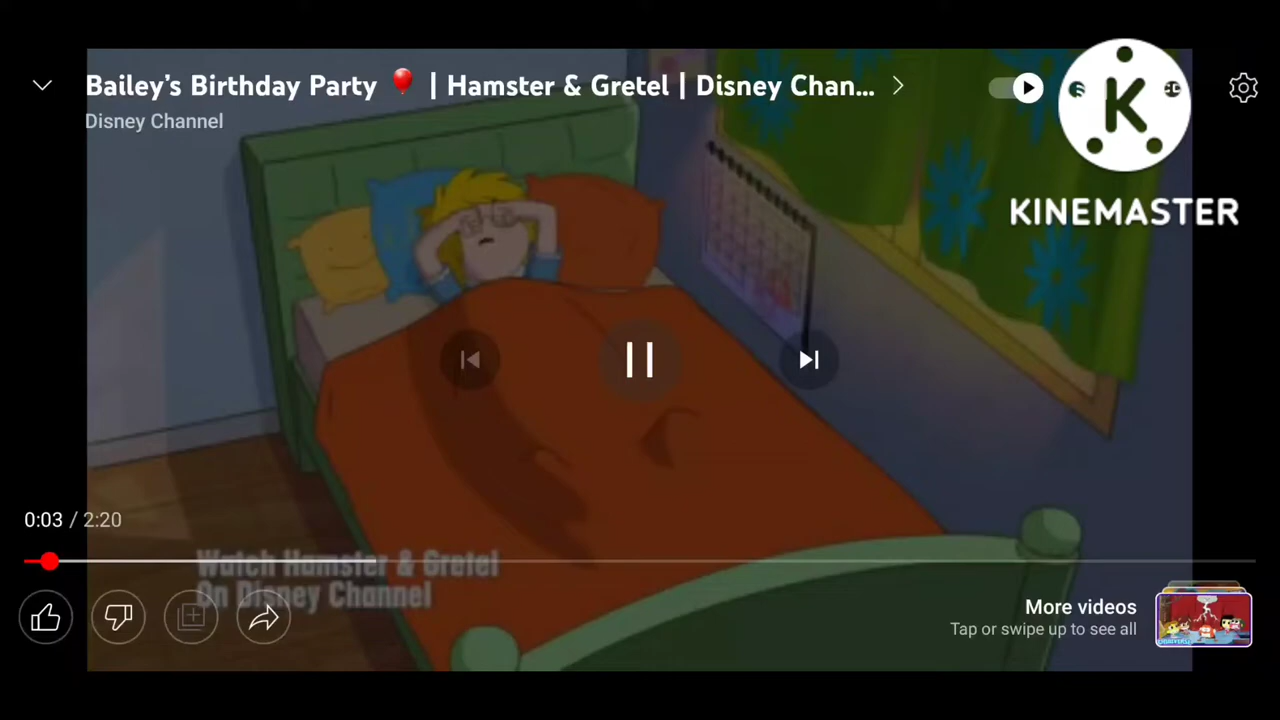 Bailey's Birthday Party 🎈 | Hamster & Gretel | Disney Chan...
Disney Channel
K
KINEMASTER
0:03 / 2:20
Watch Hamster & Gretel
On Disney Channel
More videos
Tap or swipe up to see all